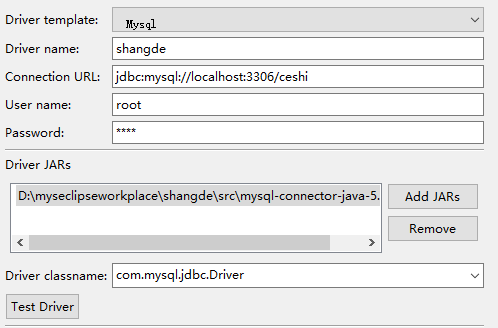 Driver template: Mysql
Driver name: shangde
Connection URL: jdbc:mysql://localhost:3306/ceshi
User name: root
Password: ****
Driver JARs
D:\myseclipseworkplace\shangde\src\mysql-connector-java-5.
Add JARs
Remove
Driver classname: com.mysql.jdbc.Driver
Test Driver